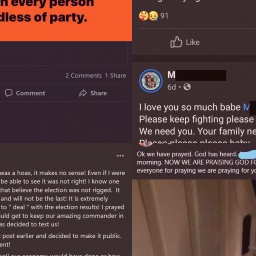 n every person
dless of party.
2 Comments 1 Share
Comment
Share
was a hoax, it makes no sense! Even if I were
be able to see it was not right! I know one
that believe the election was not rigged. It
and will not be the last! It is extremely
to " deal " with the election results! I prayed
uld get to keep our amazing commander in
was decided to test us!
post earlier and decided to make it public.
ent!
91
Like
M
6d
I love you so much babe M
Please keep fighting please
We need you. Your family ne
Ok we have prayed. God has heard.
morning. NOW WE ARE PRAISING GOD FO
everyone for praying we are praying for yo